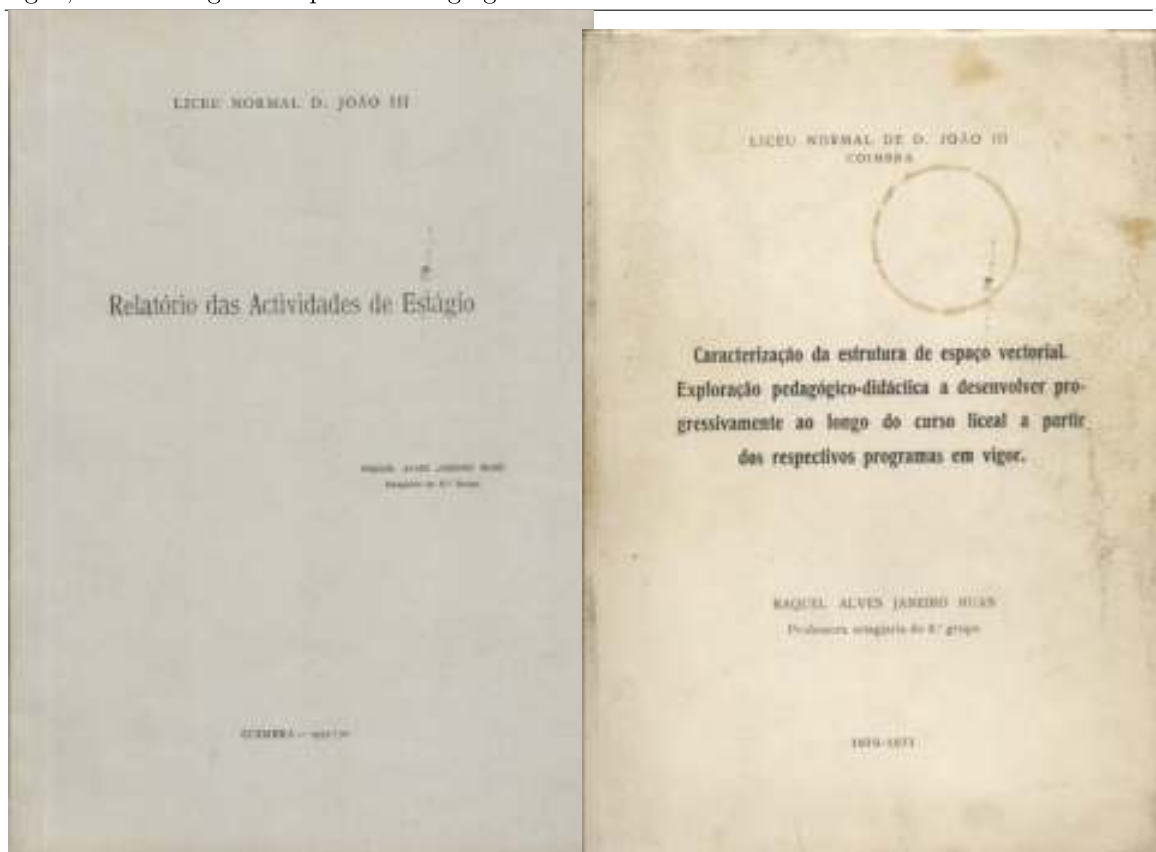 LICEU NORMAL D. JOÃO III
Relatório das Actividades de Estágio
COIMBRA
LICEU NORMAL DE D. JOÃO III
COIMBRA
Caracterização da estrutura de espaço vectorial.
Exploração pedagógico-didáctica a desenvolver pro-
gressivamente ao longo do curso liceal a partir
dos respectivos programas em vigor.
RAQUEL ALVES JANEIRO
Professora estagiária do 8.º grupo
1970-1971